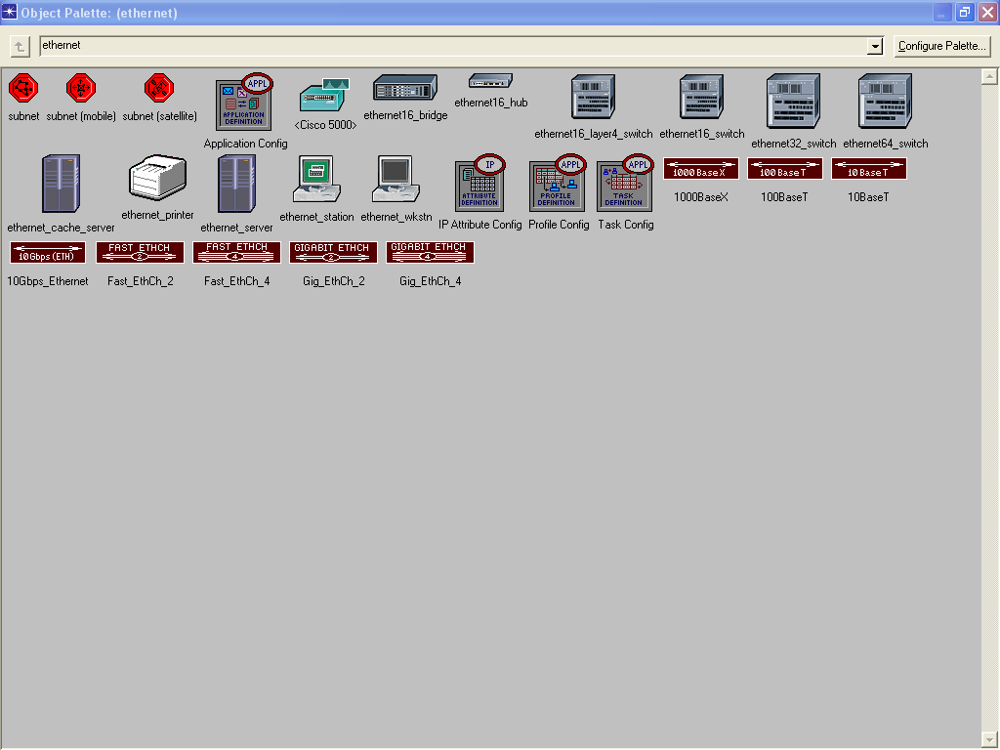 Object Palette: (ethernet)
ethernet
Configure Palette...
APPL
APPLICATION
DEFINITION
subnet
subnet (mobile)
subnet (satellite)
Application Config
<Cisco 5000>
ethernet16_bridge
ethernet16_hub
ethernet16_layer4_switch
ethernet16_switch
ethernet32_switch
ethernet64_switch
IP
ATTRIBUTE
DEFINITION
APPL
PROFILE
DEFINITION
APPL
TASK
DEFINITION
1000 Base X
100 Base T
10 Base T
ethernet_cache_server
ethernet_printer
ethernet_server
ethernet_station
ethernet_wkstn
IP Attribute Config
Profile Config
Task Config
1000BaseX
100BaseT
10BaseT
10Gbps (ETH)
FAST ETHCH
2
FAST ETHCH
4
GIGABIT ETHCH
2
GIGABIT ETHCH
4
10Gbps_Ethernet
Fast_EthCh_2
Fast_EthCh_4
Gig_EthCh_2
Gig_EthCh_4